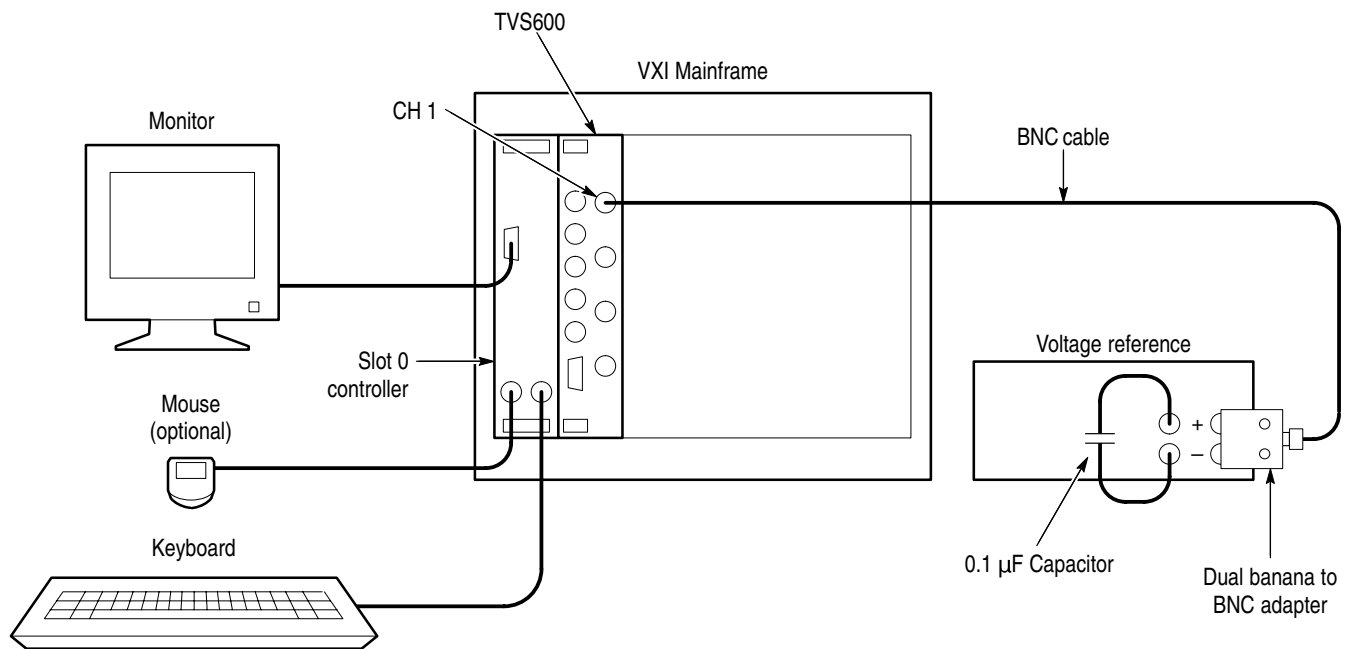 TVS600
VXI Mainframe
CH 1
Monitor
BNC cable
Slot 0
controller
Voltage reference
Mouse
(optional)
+
–
Keyboard
0.1 µF Capacitor
Dual banana to
BNC adapter